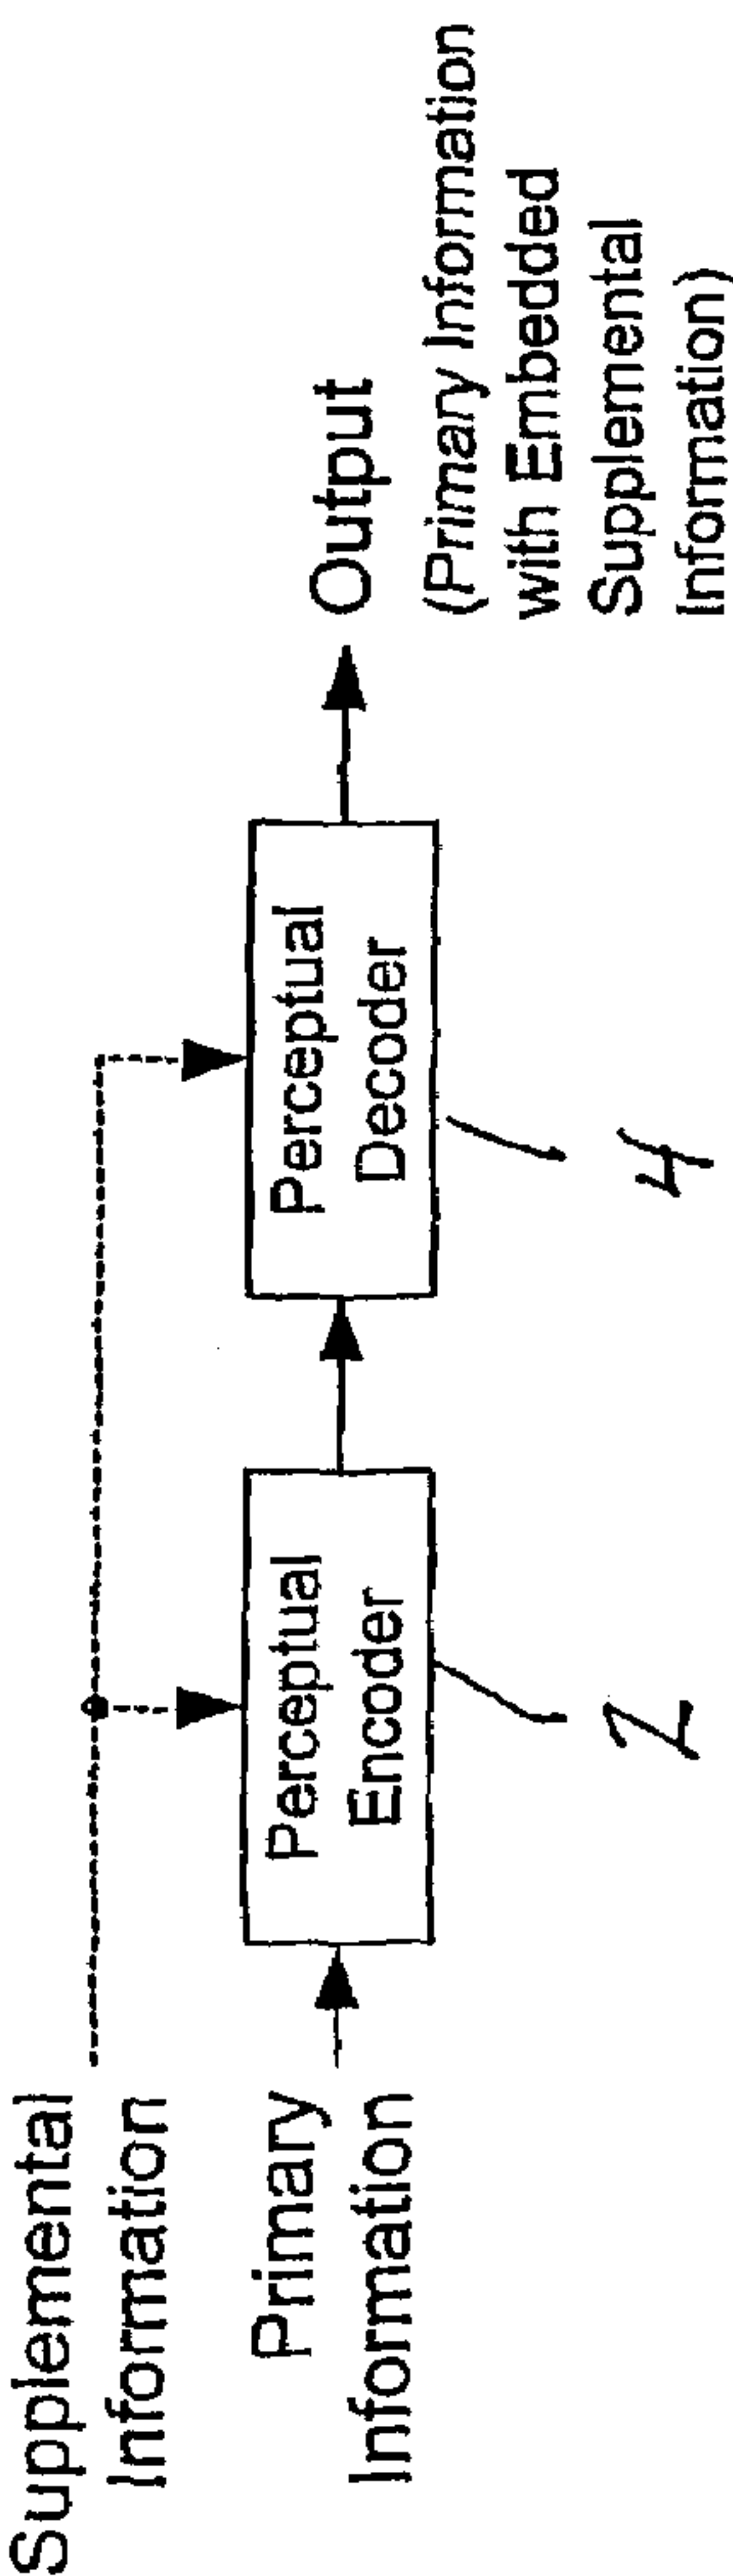 Supplemental
Information
Primary
Information
Perceptual
Encoder
2
Perceptual
Decoder
4
Output
(Primary Information
with Embedded
Supplemental
Information)